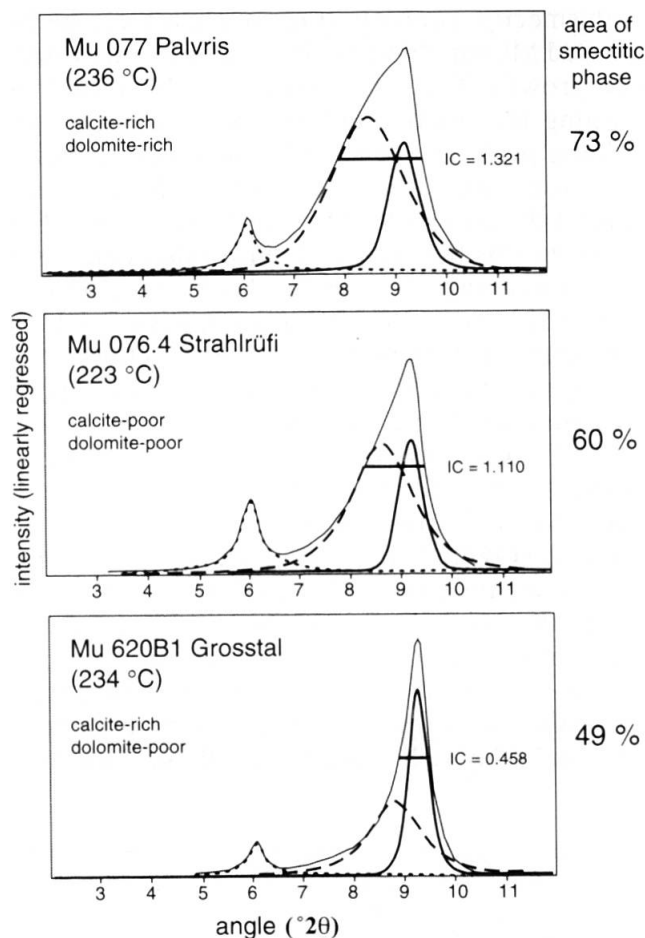 area of
smectitic
phase
Mu 077 Palvris
(236 °C)
calcite-rich
dolomite-rich
IC = 1.321
73 %
3 4 5 6 7 8 9 10 11
Mu 076.4 Strahlrüfi
(223 °C)
calcite-poor
dolomite-poor
IC = 1.110
60 %
3 4 5 6 7 8 9 10 11
Mu 620B1 Grosstal
(234 °C)
calcite-rich
dolomite-poor
IC = 0.458
49 %
3 4 5 6 7 8 9 10 11
intensity (linearly regressed)
angle (°2θ)